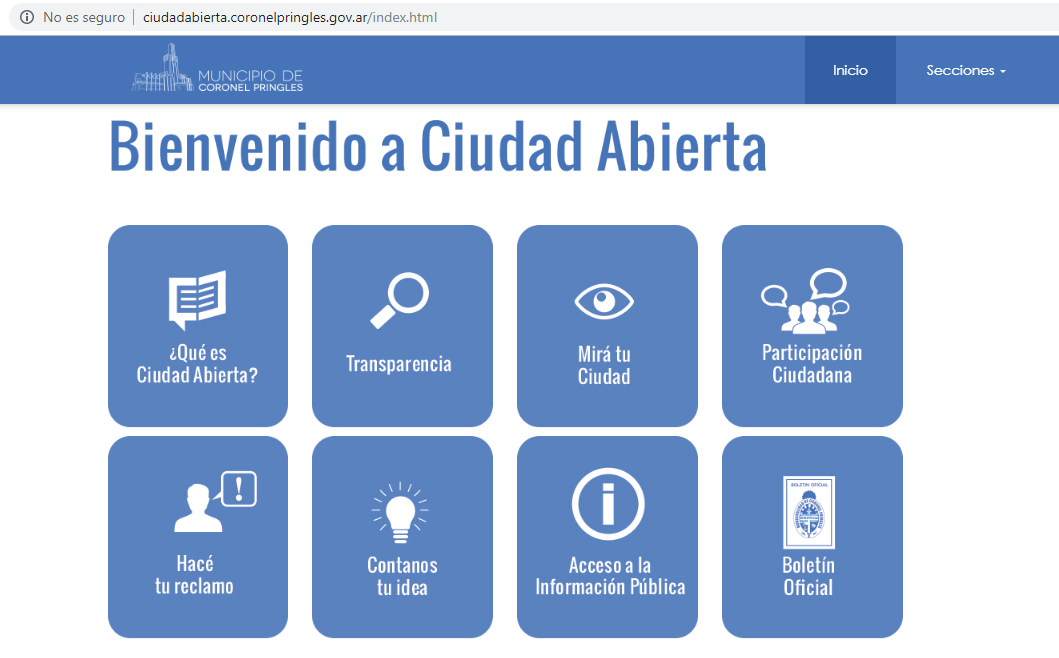 No es seguro | ciudadabierta.coronelpringles.gov.ar/index.html
MUNICIPIO DE
CORONEL PRINGLES
Inicio
Secciones
Bienvenido a Ciudad Abierta
¿Qué es
Ciudad Abierta?
Transparencia
Mirá tu
Ciudad
Participación
Ciudadana
!
Hacé
tu reclamo
Contanos
tu idea
i
Acceso a la
Información Pública
BOLETIN OFICIAL
Boletín
Oficial